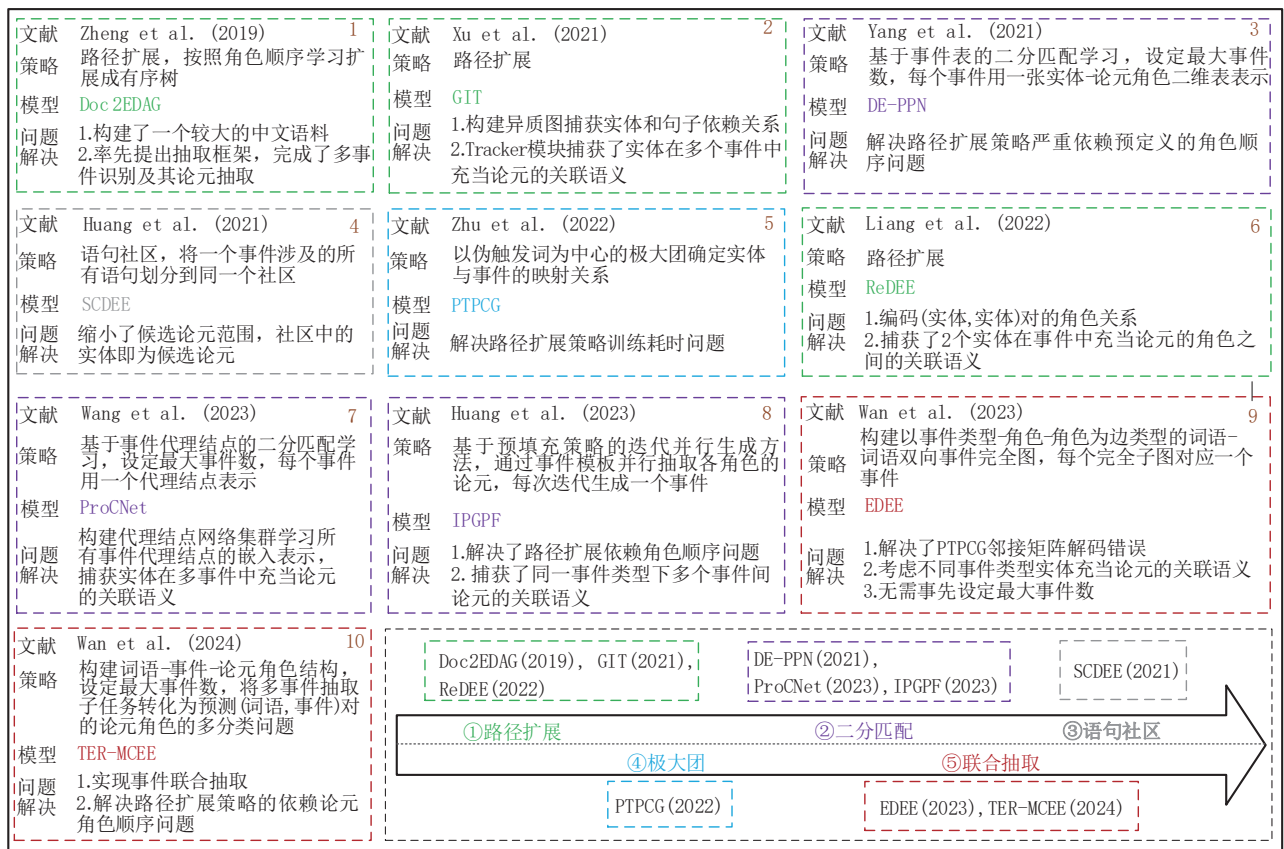 文献 Zheng et al. (2019) 1
策略 路径扩展，按照角色顺序学习扩
展成有序树
模型 Doc2EDAG
问题解决 1.构建了一个较大的中文语料
2.率先提出抽取框架，完成了多事
件识别及其论元抽取
文献 Xu et al. (2021) 2
策略 路径扩展
模型 GIT
问题解决 1.构建异质图捕获实体和句子依赖关系
2.Tracker模块捕获了实体在多个事件中
充当论元的关联语义
文献 Yang et al. (2021) 3
策略 基于事件表的二分匹配学习，设定最大事件
数，每个事件用一张实体-论元角色二维表表示
模型 DE-PPN
问题解决 解决路径扩展策略严重依赖预定义的角色顺
序问题
文献 Huang et al. (2021) 4
策略 语句社区，将一个事件涉及的所
有语句划分到同一个社区
模型 SCDEE
问题解决 缩小了候选论元范围，社区中的
实体即为候选论元
文献 Zhu et al. (2022) 5
策略 以伪触发词为中心的极大团确定实体
与事件的映射关系
模型 PTPCG
问题解决 解决路径扩展策略训练耗时问题
文献 Liang et al. (2022) 6
策略 路径扩展
模型 ReDEE
问题解决 1.编码(实体,实体)对的角色关系
2.捕获了2个实体在事件中充当论元的角色之
间的关联语义
文献 Wang et al. (2023) 7
策略 基于事件代理结点的二分匹配学
习，设定最大事件数，每个事件
用一个代理结点表示
模型 ProCNet
问题解决 构建代理结点网络集群学习所
有事件代理结点的嵌入表示，
捕获实体在多事件中充当论元
的关联语义
文献 Huang et al. (2023) 8
策略 基于预填充策略的迭代并行生成方
法，通过事件模板并行抽取各角色的
论元，每次迭代生成一个事件
模型 IPGPF
问题解决 1.解决了路径扩展依赖角色顺序问题
2. 捕获了同一事件类型下多个事件间
论元的关联语义
文献 Wan et al. (2023) 9
策略 构建以事件类型-角色-角色为边类型的词语-
词语双向事件完全图，每个完全子图对应一个
事件
模型 EDEE
问题解决 1.解决了PTPCG邻接矩阵解码错误
2.考虑不同事件类型实体充当论元的关联语义
3.无需事先设定最大事件数
文献 Wan et al. (2024) 10
策略 构建词语-事件-论元角色结构，
设定最大事件数，将多事件抽取
子任务转化为预测(词语,事件)对
的论元角色的多分类问题
模型 TER-MCEE
问题解决 1.实现事件联合抽取
2.解决路径扩展策略的依赖论元
角色顺序问题
Doc2EDAG(2019), GIT(2021),
ReDEE(2022)
DE-PPN(2021),
ProCNet(2023),IPGPF(2023)
SCDEE(2021)
①路径扩展 ②二分匹配 ③语句社区
④极大团 ⑤联合抽取
PTPCG(2022)
EDEE(2023),TER-MCEE(2024)